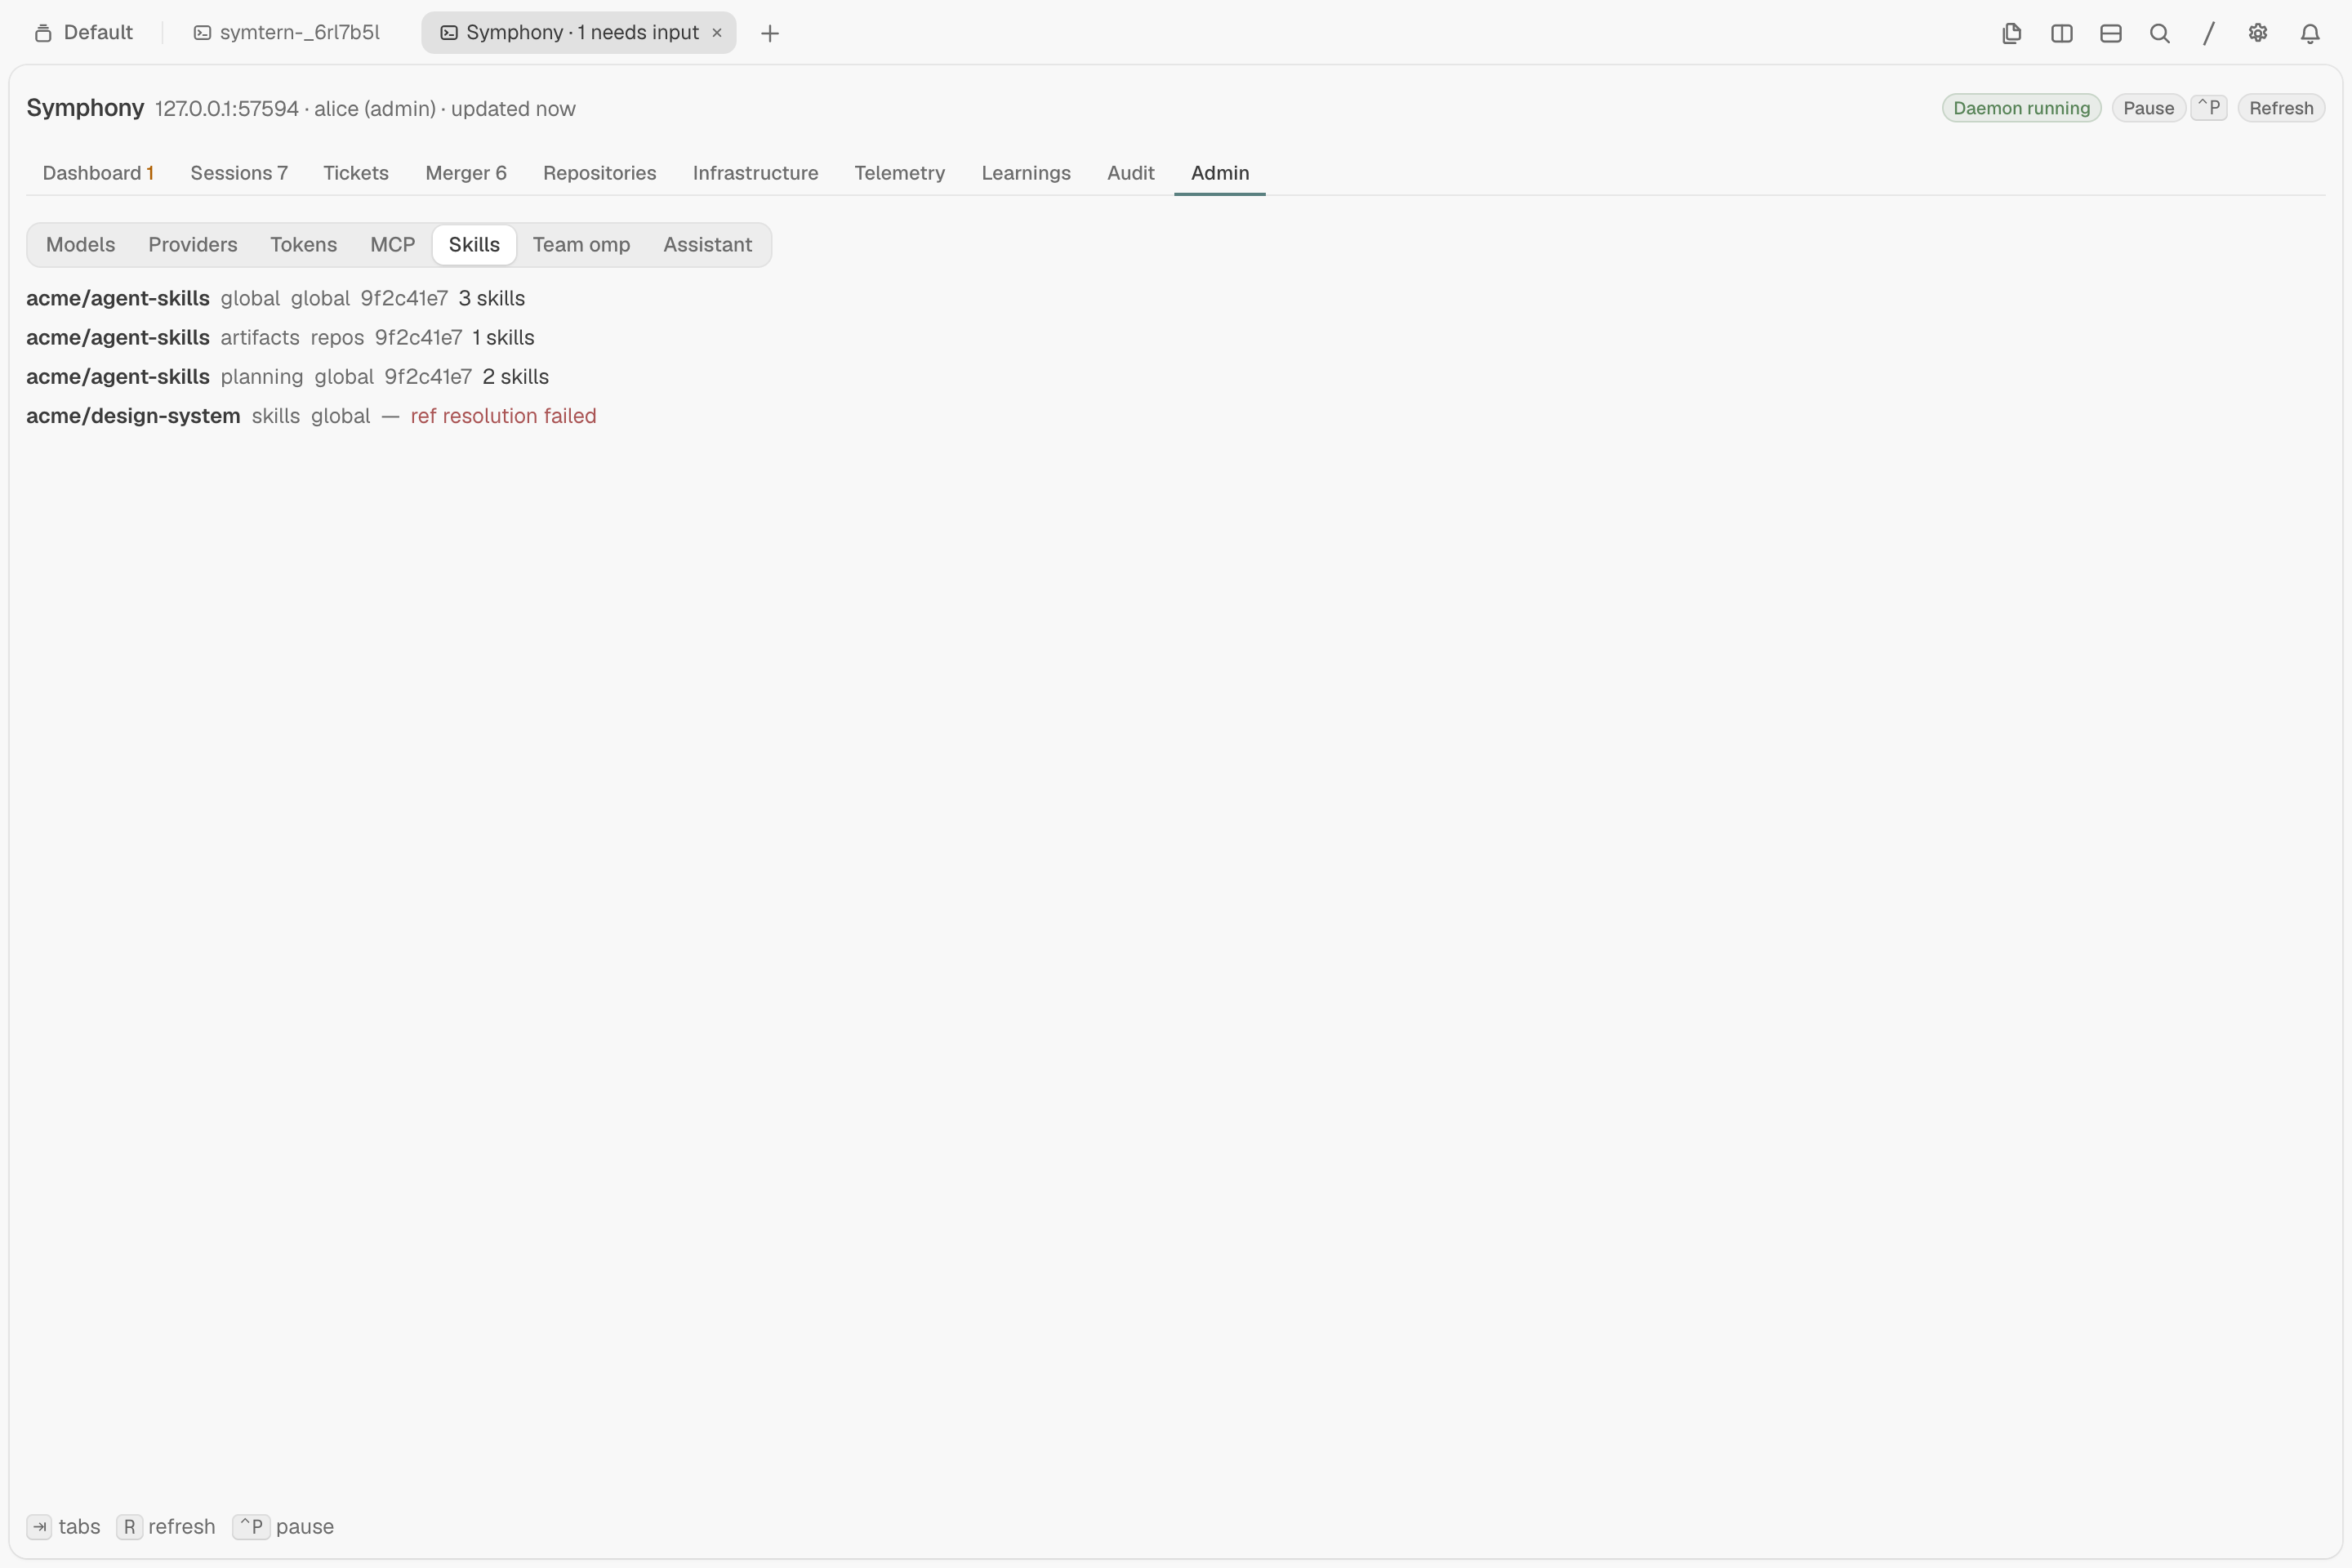 Default symtern-_6rl7b5l Symphony · 1 needs input × +
Symphony 127.0.0.1:57594 · alice (admin) · updated now Daemon running Pause ^P Refresh
Dashboard 1 Sessions 7 Tickets Merger 6 Repositories Infrastructure Telemetry Learnings Audit Admin
Models Providers Tokens MCP Skills Team omp Assistant
acme/agent-skills global global 9f2c41e7 3 skills
acme/agent-skills artifacts repos 9f2c41e7 1 skills
acme/agent-skills planning global 9f2c41e7 2 skills
acme/design-system skills global — ref resolution failed
⇥ tabs R refresh ^P pause